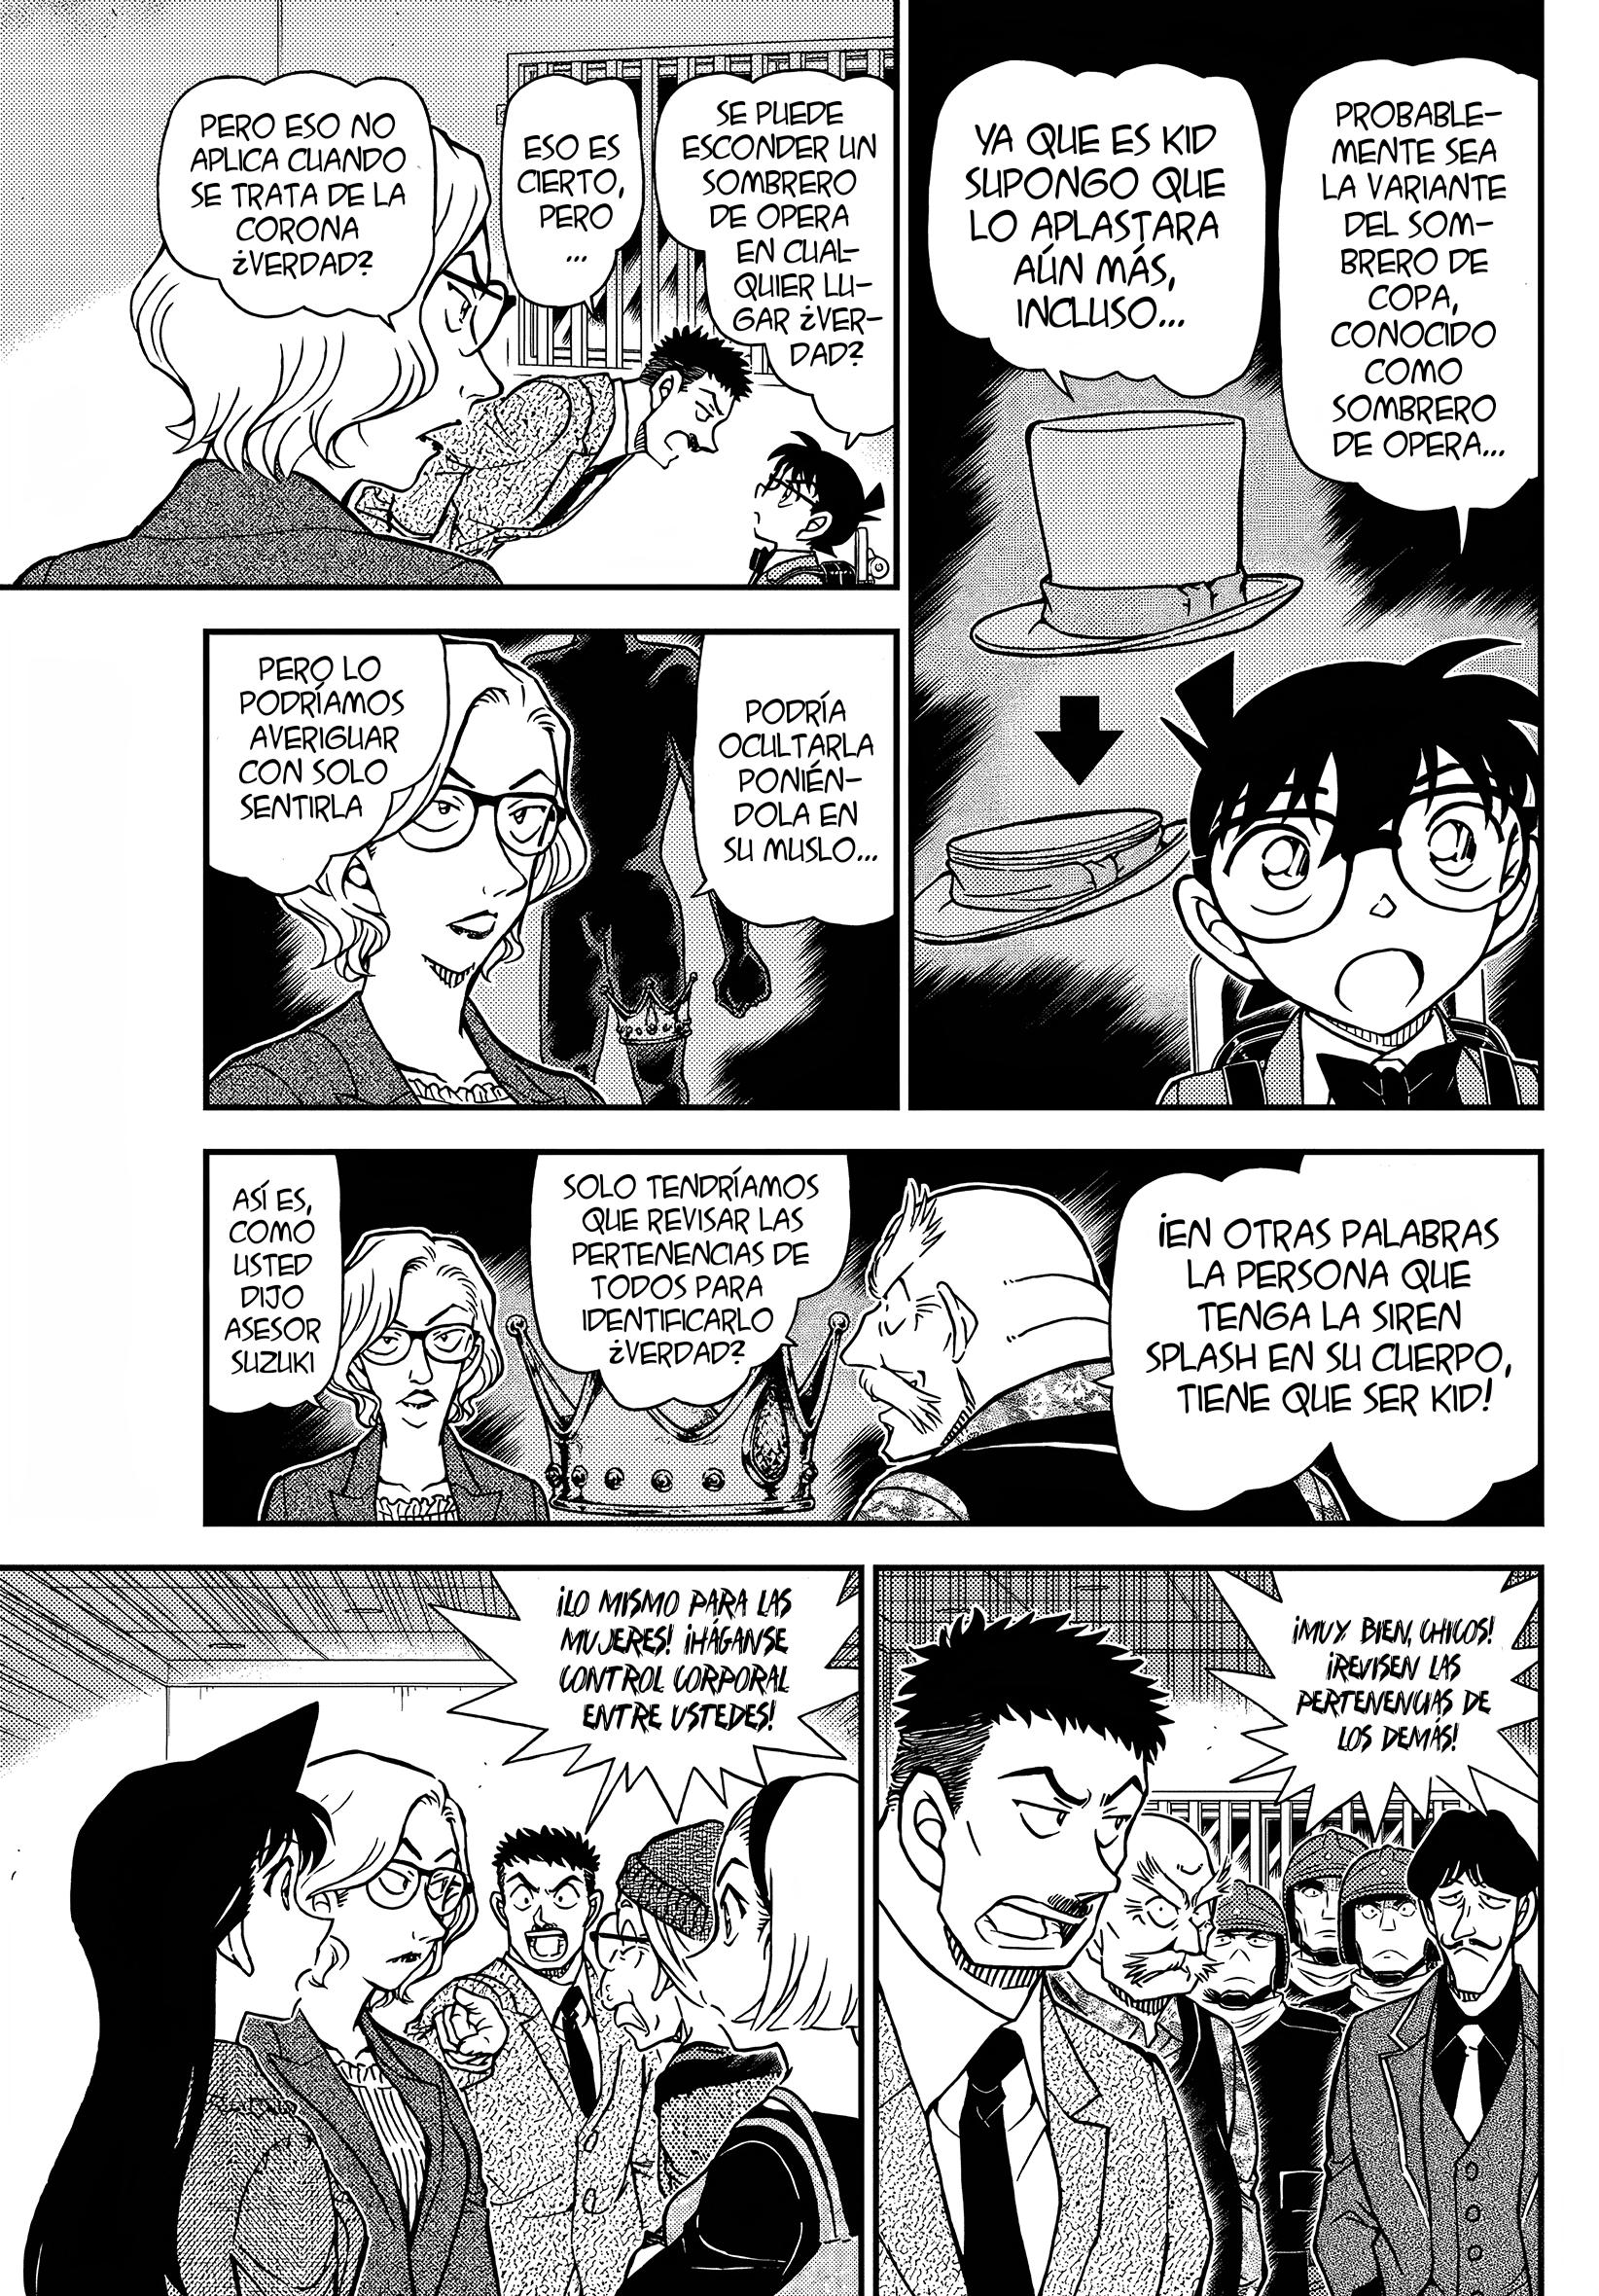 PROBABLE-
MENTE SEA
LA VARIANTE
DEL SOM-
BRERO DE
COPA,
CONOCIDO
COMO
SOMBRERO
DE OPERA...
YA QUE ES KID
SUPONGO QUE
LO APLASTARA
AÚN MÁS,
INCLUSO...
SE PUEDE
ESCONDER UN
SOMBRERO
DE OPERA
EN CUAL-
QUIER LU-
GAR ¿VER-
DAD?
ESO ES
CIERTO,
PERO
...
PERO ESO NO
APLICA CUANDO
SE TRATA DE LA
CORONA
¿VERDAD?
PODRÍA
OCULTARLA
PONIÉN-
DOLA EN
SU MUSLO...
PERO LO
PODRÍAMOS
AVERIGUAR
CON SOLO
SENTIRLA
¡EN OTRAS PALABRAS
LA PERSONA QUE
TENGA LA SIREN
SPLASH EN SU CUERPO,
TIENE QUE SER KID!
SOLO TENDRÍAMOS
QUE REVISAR LAS
PERTENENCIAS DE
TODOS PARA
IDENTIFICARLO
¿VERDAD?
ASÍ ES,
COMO
USTED
DIJO
ASESOR
SUZUKI
¡MUY BIEN, CHICOS!
¡REVISEN LAS
PERTENENCIAS DE
LOS DEMÁS!
¡LO MISMO PARA LAS
MUJERES! ¡HÁGANSE
CONTROL CORPORAL
ENTRE USTEDES!